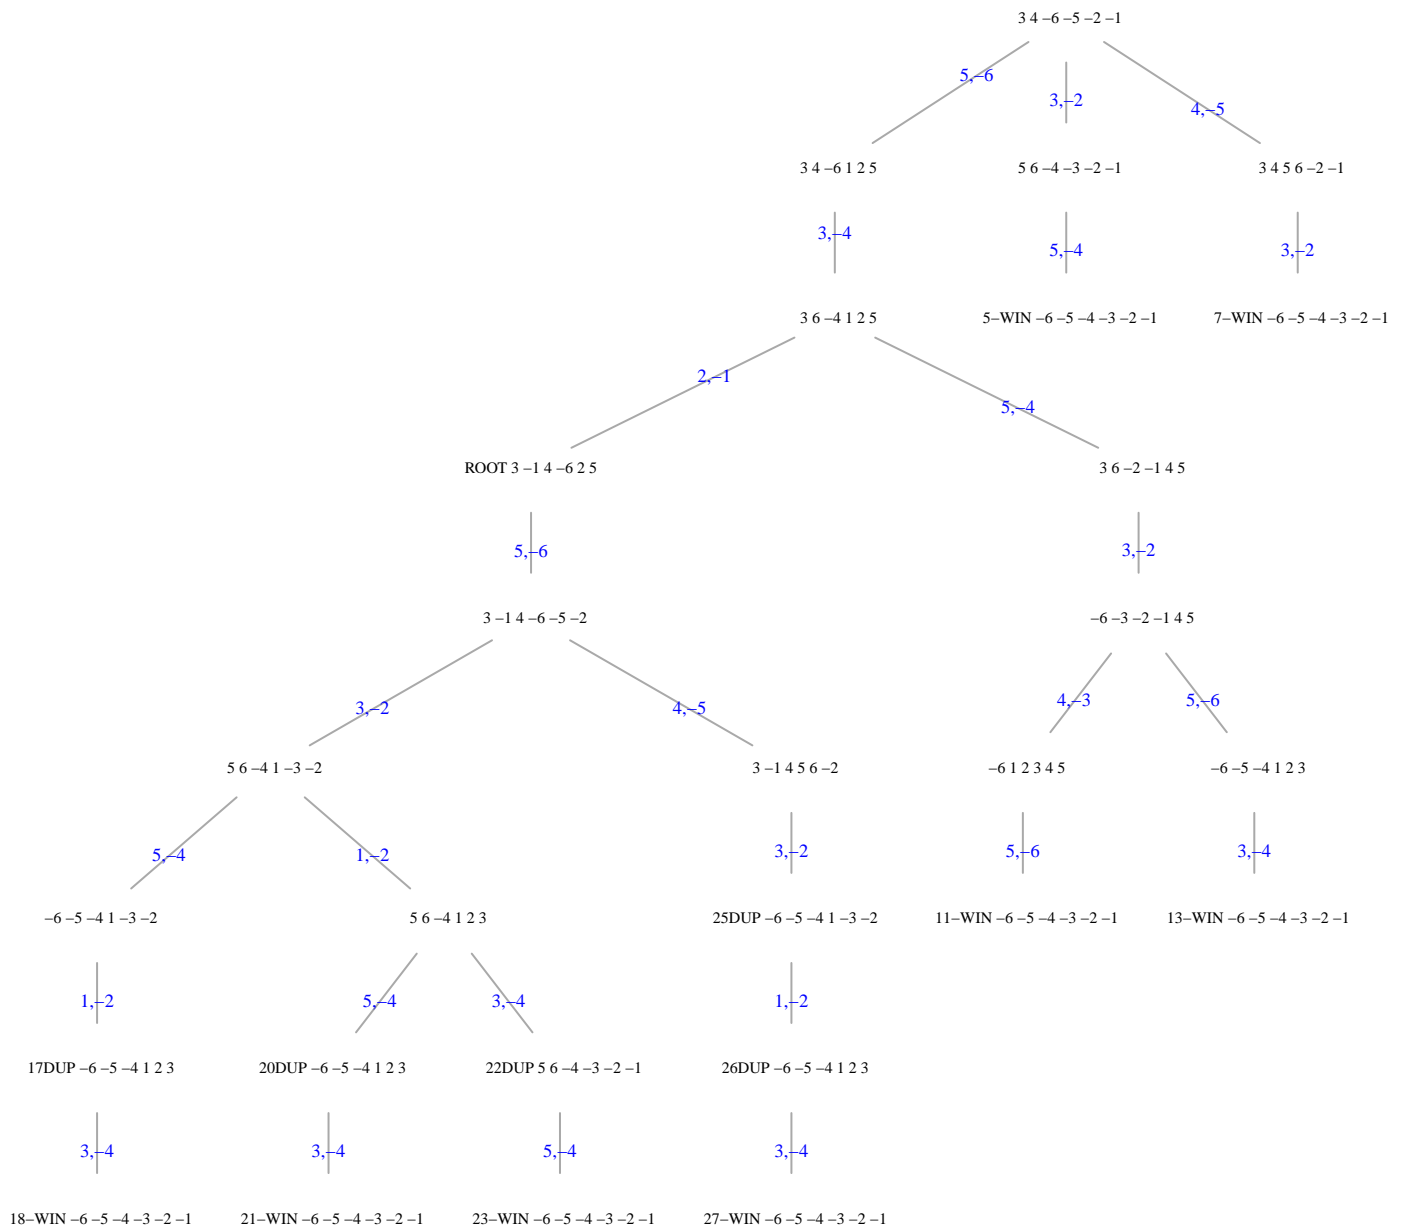 3 4 –6 –5 –2 –1
5,–6
3,–2
4,–5
3 4 –6 1 2 5
5 6 –4 –3 –2 –1
3 4 5 6 –2 –1
3,–4
5,–4
3,–2
3 6 –4 1 2 5
5–WIN –6 –5 –4 –3 –2 –1
7–WIN –6 –5 –4 –3 –2 –1
2,–1
5,–4
ROOT 3 –1 4 –6 2 5
3 6 –2 –1 4 5
5,–6
3,–2
3 –1 4 –6 –5 –2
–6 –3 –2 –1 4 5
3,–2
4,–5
4,–3
5,–6
5 6 –4 1 –3 –2
3 –1 4 5 6 –2
–6 1 2 3 4 5
–6 –5 –4 1 2 3
5,–4
1,–2
3,–2
5,–6
3,–4
–6 –5 –4 1 –3 –2
5 6 –4 1 2 3
25DUP –6 –5 –4 1 –3 –2
11–WIN –6 –5 –4 –3 –2 –1
13–WIN –6 –5 –4 –3 –2 –1
1,–2
5,–4
3,–4
1,–2
17DUP –6 –5 –4 1 2 3
20DUP –6 –5 –4 1 2 3
22DUP 5 6 –4 –3 –2 –1
26DUP –6 –5 –4 1 2 3
3,–4
3,–4
5,–4
3,–4
18–WIN –6 –5 –4 –3 –2 –1
21–WIN –6 –5 –4 –3 –2 –1
23–WIN –6 –5 –4 –3 –2 –1
27–WIN –6 –5 –4 –3 –2 –1